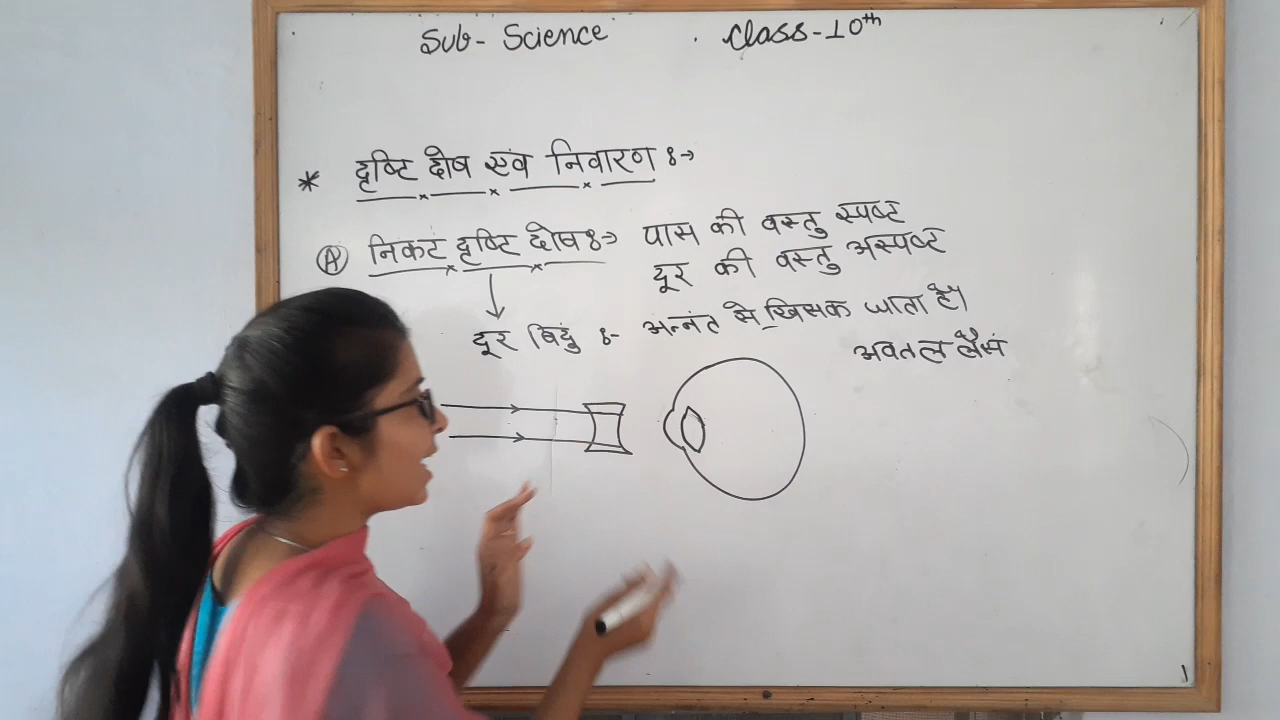 Sub- Science . Class-10th
* दृष्टि दोष एवं निवारण :→
Ⓐ निकट दृष्टि दोष :→ पास की वस्तु स्पष्ट
दूर की वस्तु अस्पष्ट
↓
दूर बिंदु :- अन्नंत से खिसक जाता है।
अवतल लैंस